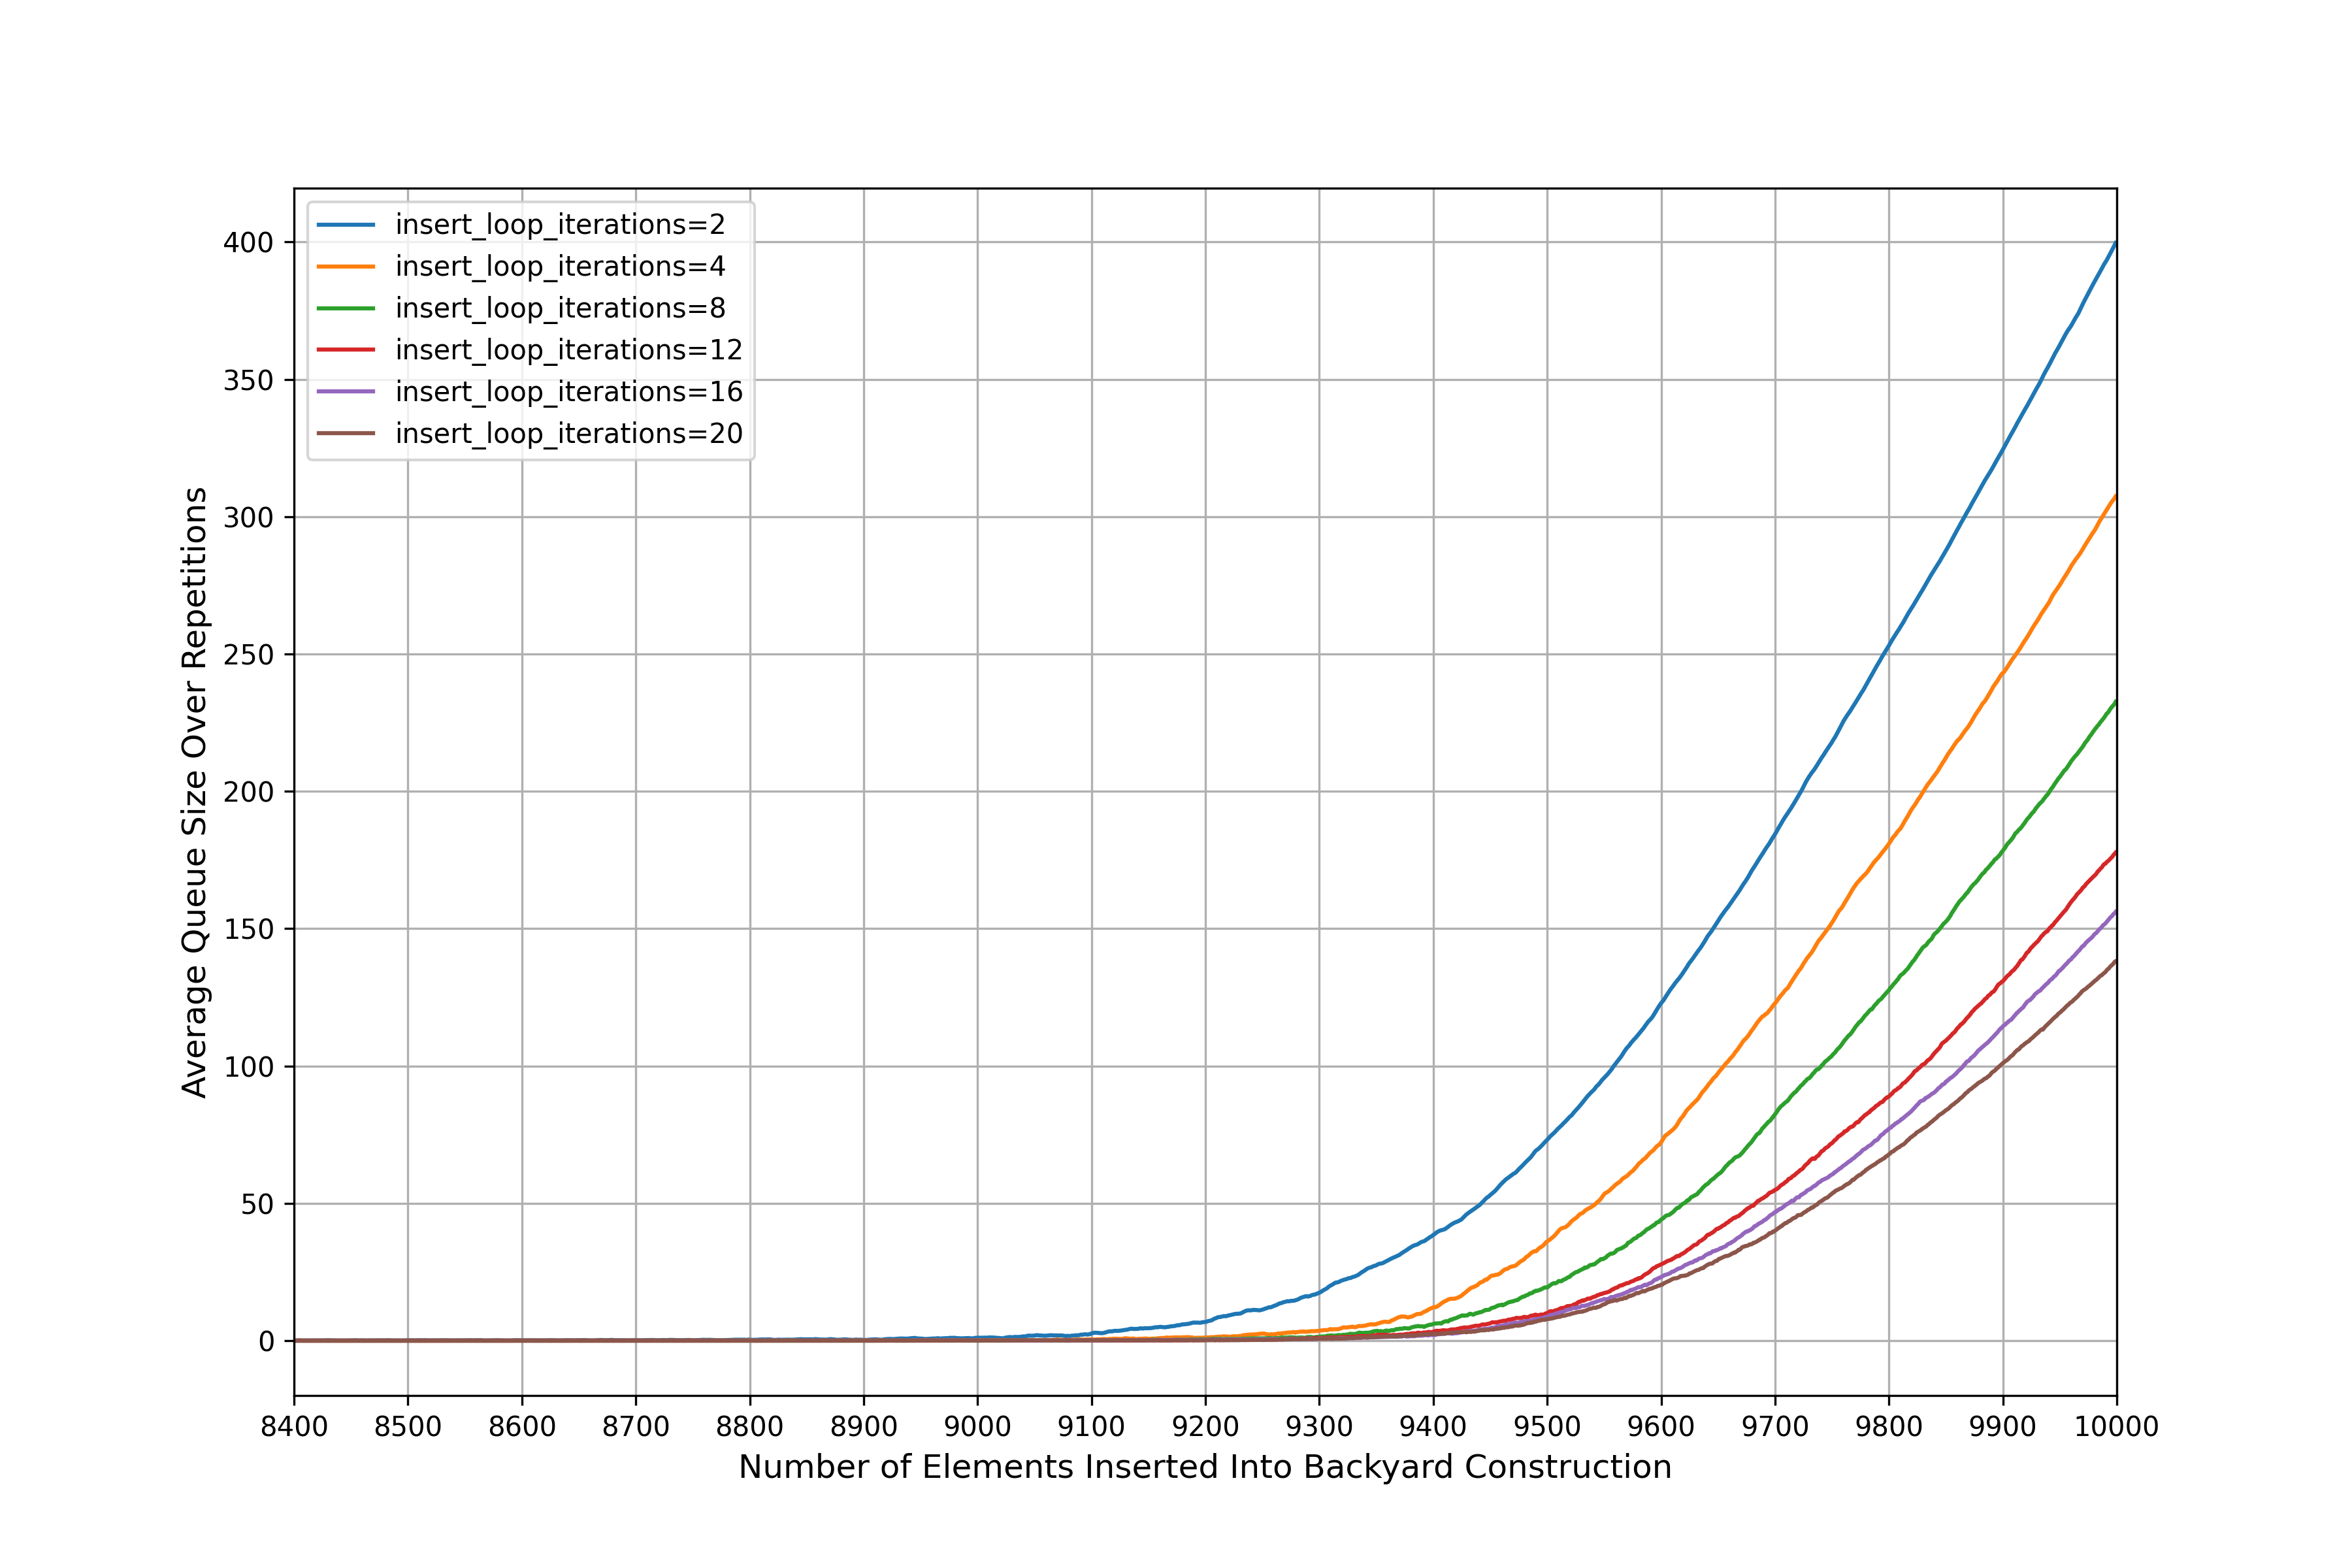 insert_loop_iterations=2
insert_loop_iterations=4
insert_loop_iterations=8
insert_loop_iterations=12
insert_loop_iterations=16
insert_loop_iterations=20
Average Queue Size Over Repetitions
400
350
300
250
200
150
100
50
0
8400 8500 8600 8700 8800 8900 9000 9100 9200 9300 9400 9500 9600 9700 9800 9900 10000
Number of Elements Inserted Into Backyard Construction